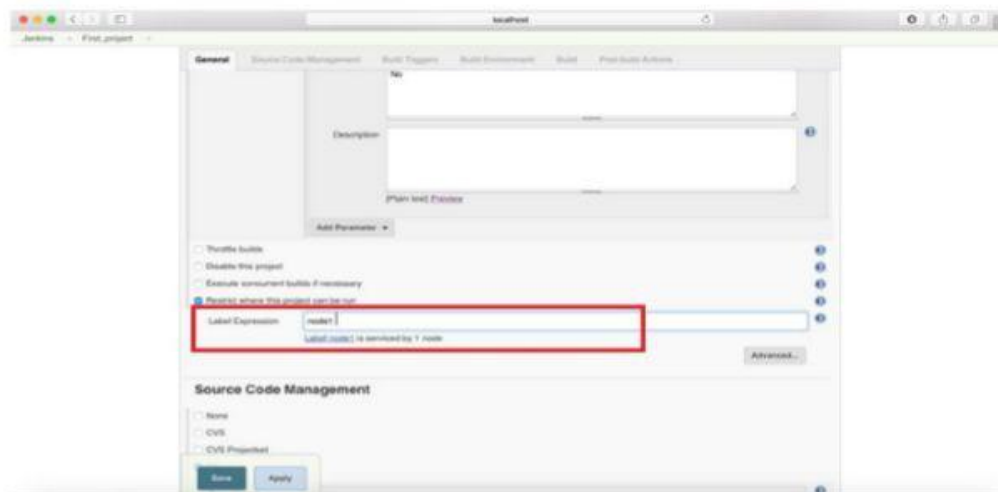 localhost
Jenkins > First_project >
General Source Code Management Build Triggers Build Environment Build Post-build Actions
No
Description
[Plain text] Preview
Add Parameter
Throttle builds
Disable this project
Execute concurrent builds if necessary
Restrict where this project can be run
Label Expression node1
Label node1 is serviced by 1 node
Advanced...
Source Code Management
None
CVS
CVS Projectset
Save Apply